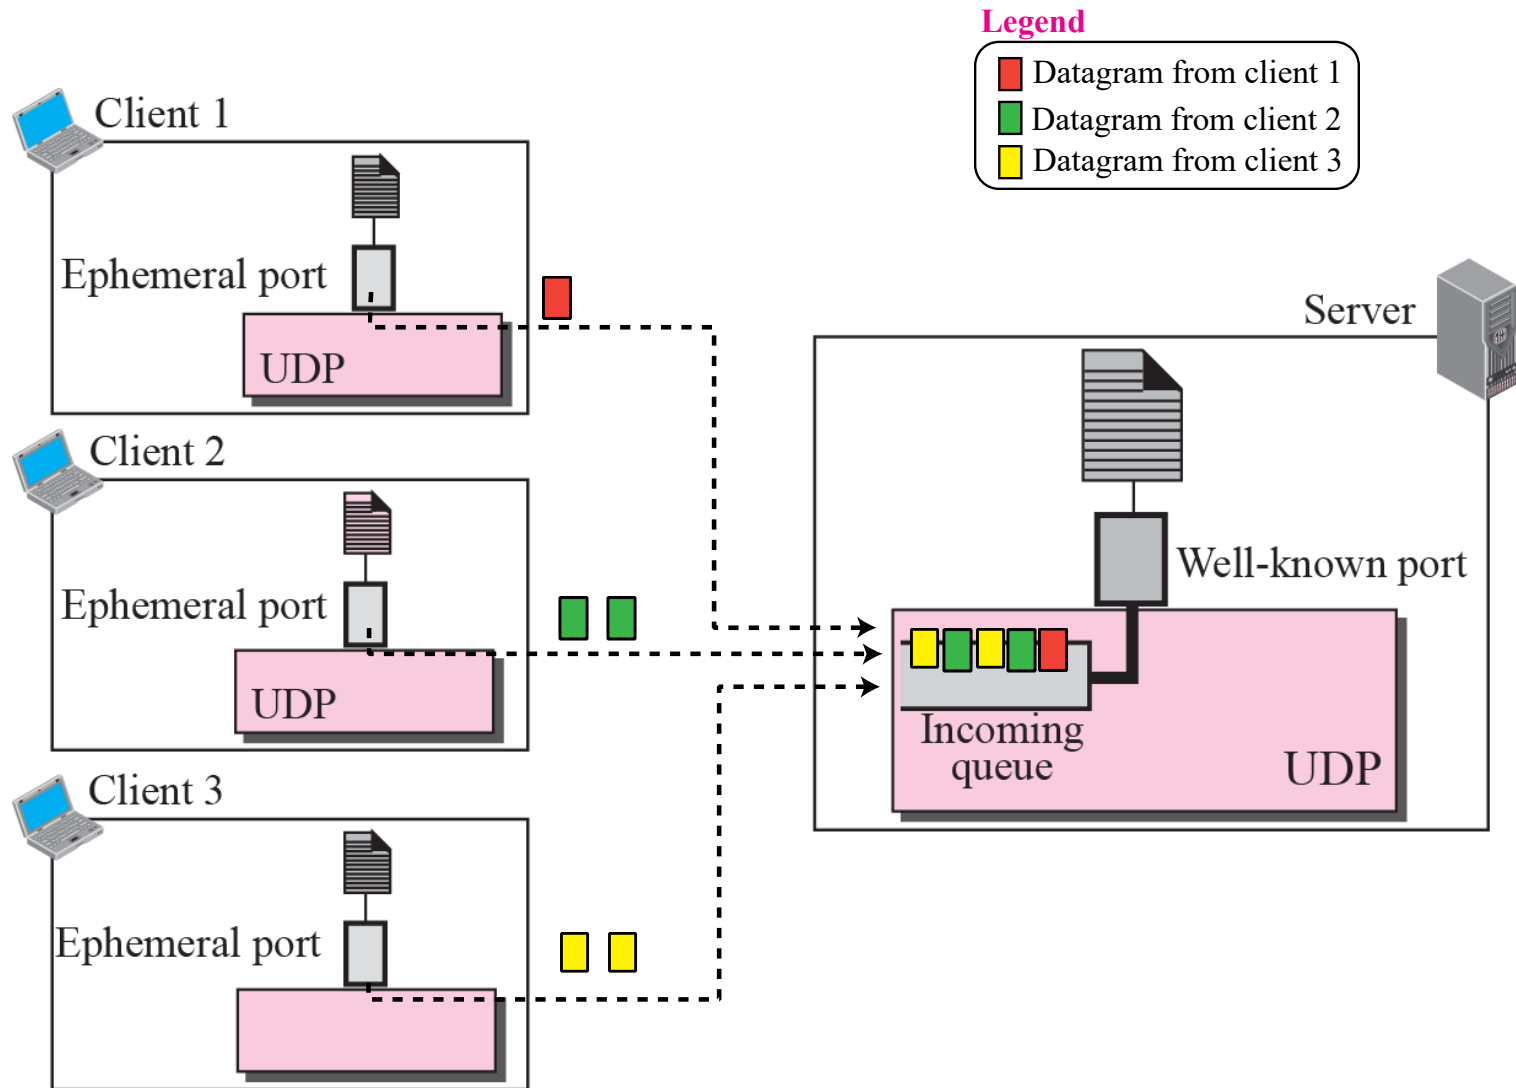 Legend
Datagram from client 1
Datagram from client 2
Datagram from client 3
Client 1
Ephemeral port
UDP
Client 2
Ephemeral port
UDP
Client 3
Ephemeral port
Server
Well-known port
Incoming
queue
UDP